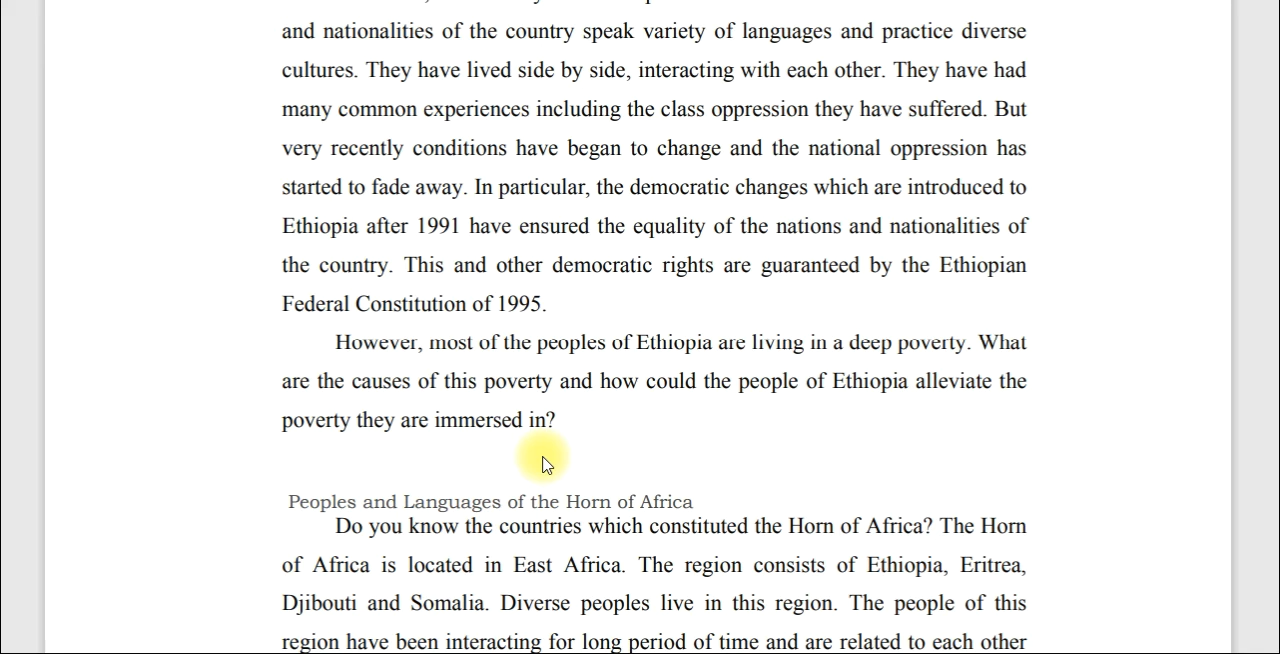 and nationalities of the country speak variety of languages and practice diverse
cultures. They have lived side by side, interacting with each other. They have had
many common experiences including the class oppression they have suffered. But
very recently conditions have began to change and the national oppression has
started to fade away. In particular, the democratic changes which are introduced to
Ethiopia after 1991 have ensured the equality of the nations and nationalities of
the country. This and other democratic rights are guaranteed by the Ethiopian
Federal Constitution of 1995.
However, most of the peoples of Ethiopia are living in a deep poverty. What
are the causes of this poverty and how could the people of Ethiopia alleviate the
poverty they are immersed in?
Peoples and Languages of the Horn of Africa
Do you know the countries which constituted the Horn of Africa? The Horn
of Africa is located in East Africa. The region consists of Ethiopia, Eritrea,
Djibouti and Somalia. Diverse peoples live in this region. The people of this
region have been interacting for long period of time and are related to each other